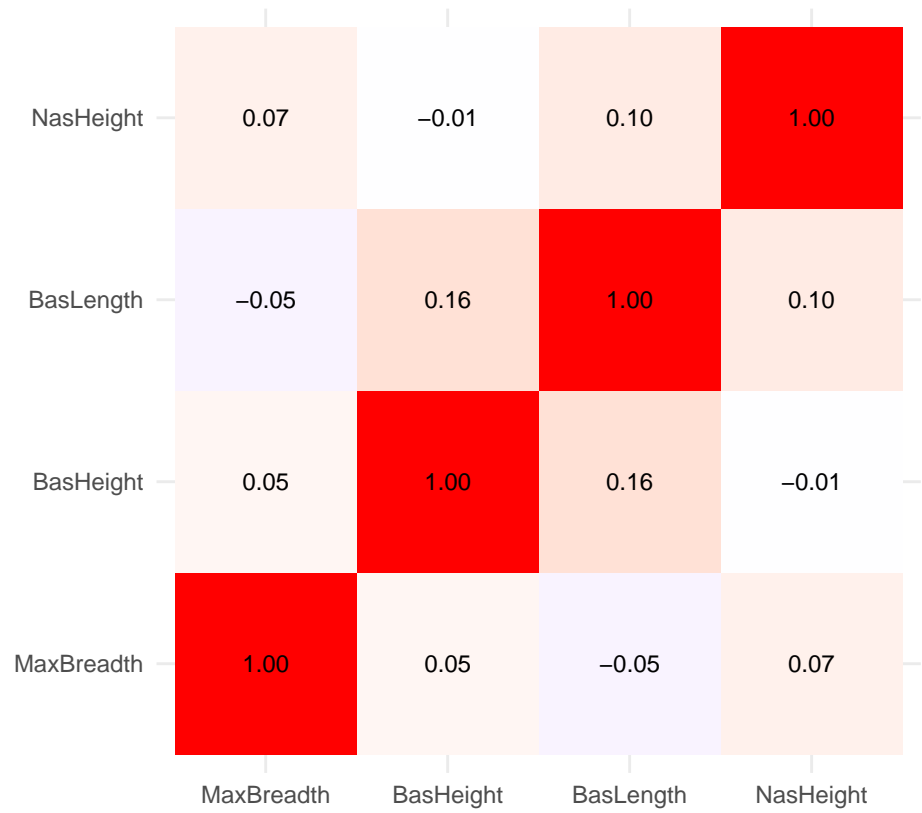 NasHeight 0.07 −0.01 0.10 1.00
BasLength −0.05 0.16 1.00 0.10
BasHeight 0.05 1.00 0.16 −0.01
MaxBreadth 1.00 0.05 −0.05 0.07
MaxBreadth BasHeight BasLength NasHeight